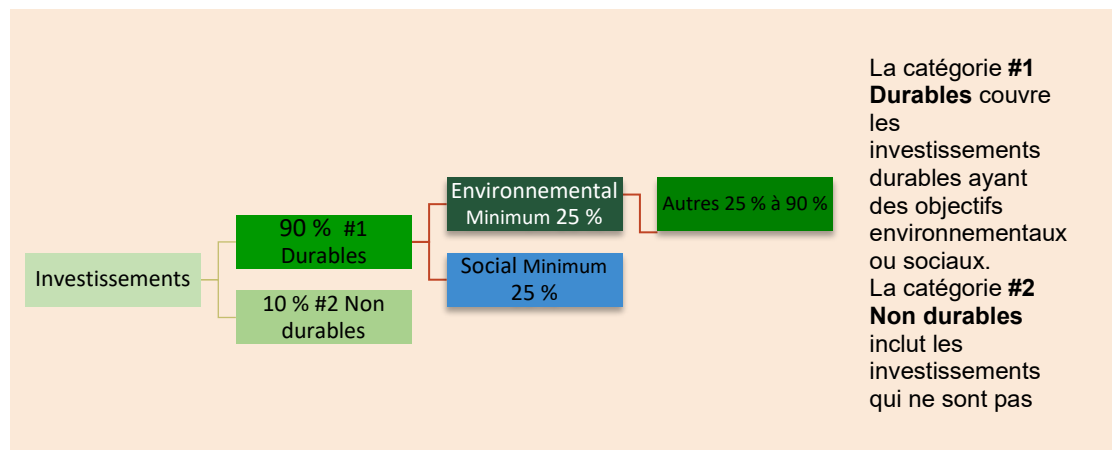 Investissements
90 % #1
Durables
10 % #2 Non
durables
Environnemental
Minimum 25 %
Social Minimum
25 %
Autres 25 % à 90 %
La catégorie #1
Durables couvre
les
investissements
durables ayant
des objectifs
environnementaux
ou sociaux.
La catégorie #2
Non durables
inclut les
investissements
qui ne sont pas